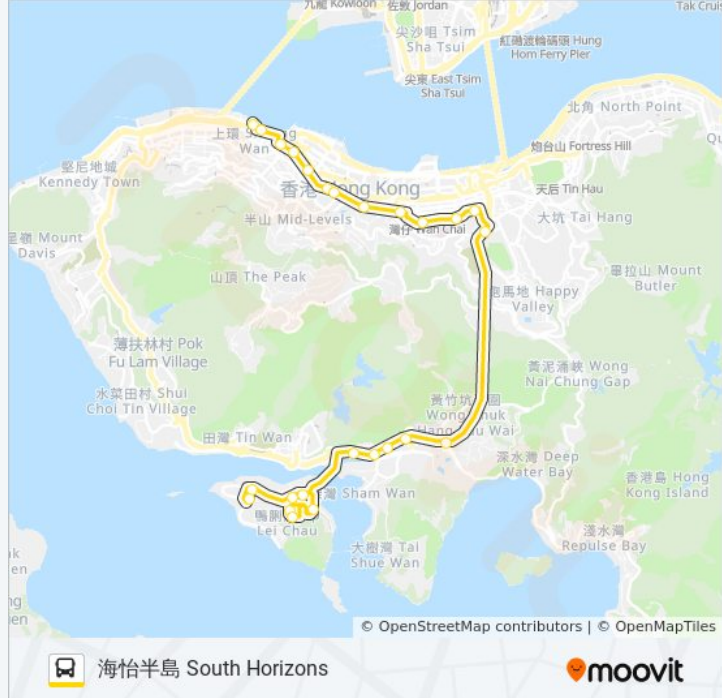 九龍 Kowloon
佐敦 Jordan
Tak Cruis
尖沙咀 Tsim
Sha Tsui
紅磡渡輪碼頭 Hung
Hom Ferry Pier
尖東 East Tsim
Sha Tsui
北角 North Point
上環
Wan
炮台山 Fortress Hill
Qu
堅尼地城
Kennedy Town
香港
Kong
天后 Tin Hau
半山 Mid-Levels
灣仔 Wan Chai
大坑 Tai Hang
Mount
Davis
山頂 The Peak
畢拉山 Mount
Butler
跑馬地 Happy
Valley
薄扶林村 Pok
Fu Lam Village
黃泥涌峽 Wong
Nai Chung Gap
水菜田村 Shui
Choi Tin Village
黃竹坑
Wong
Hang
Wai
田灣 Tin Wan
深水灣 Deep
Water Bay
香港島 Hong
Kong Island
Sham Wan
Lei Chau
淺水灣
Repulse Bay
大樹灣 Tai
Shue Wan
© OpenStreetMap contributors | © OpenMapTiles
海怡半島 South Horizons
moovit